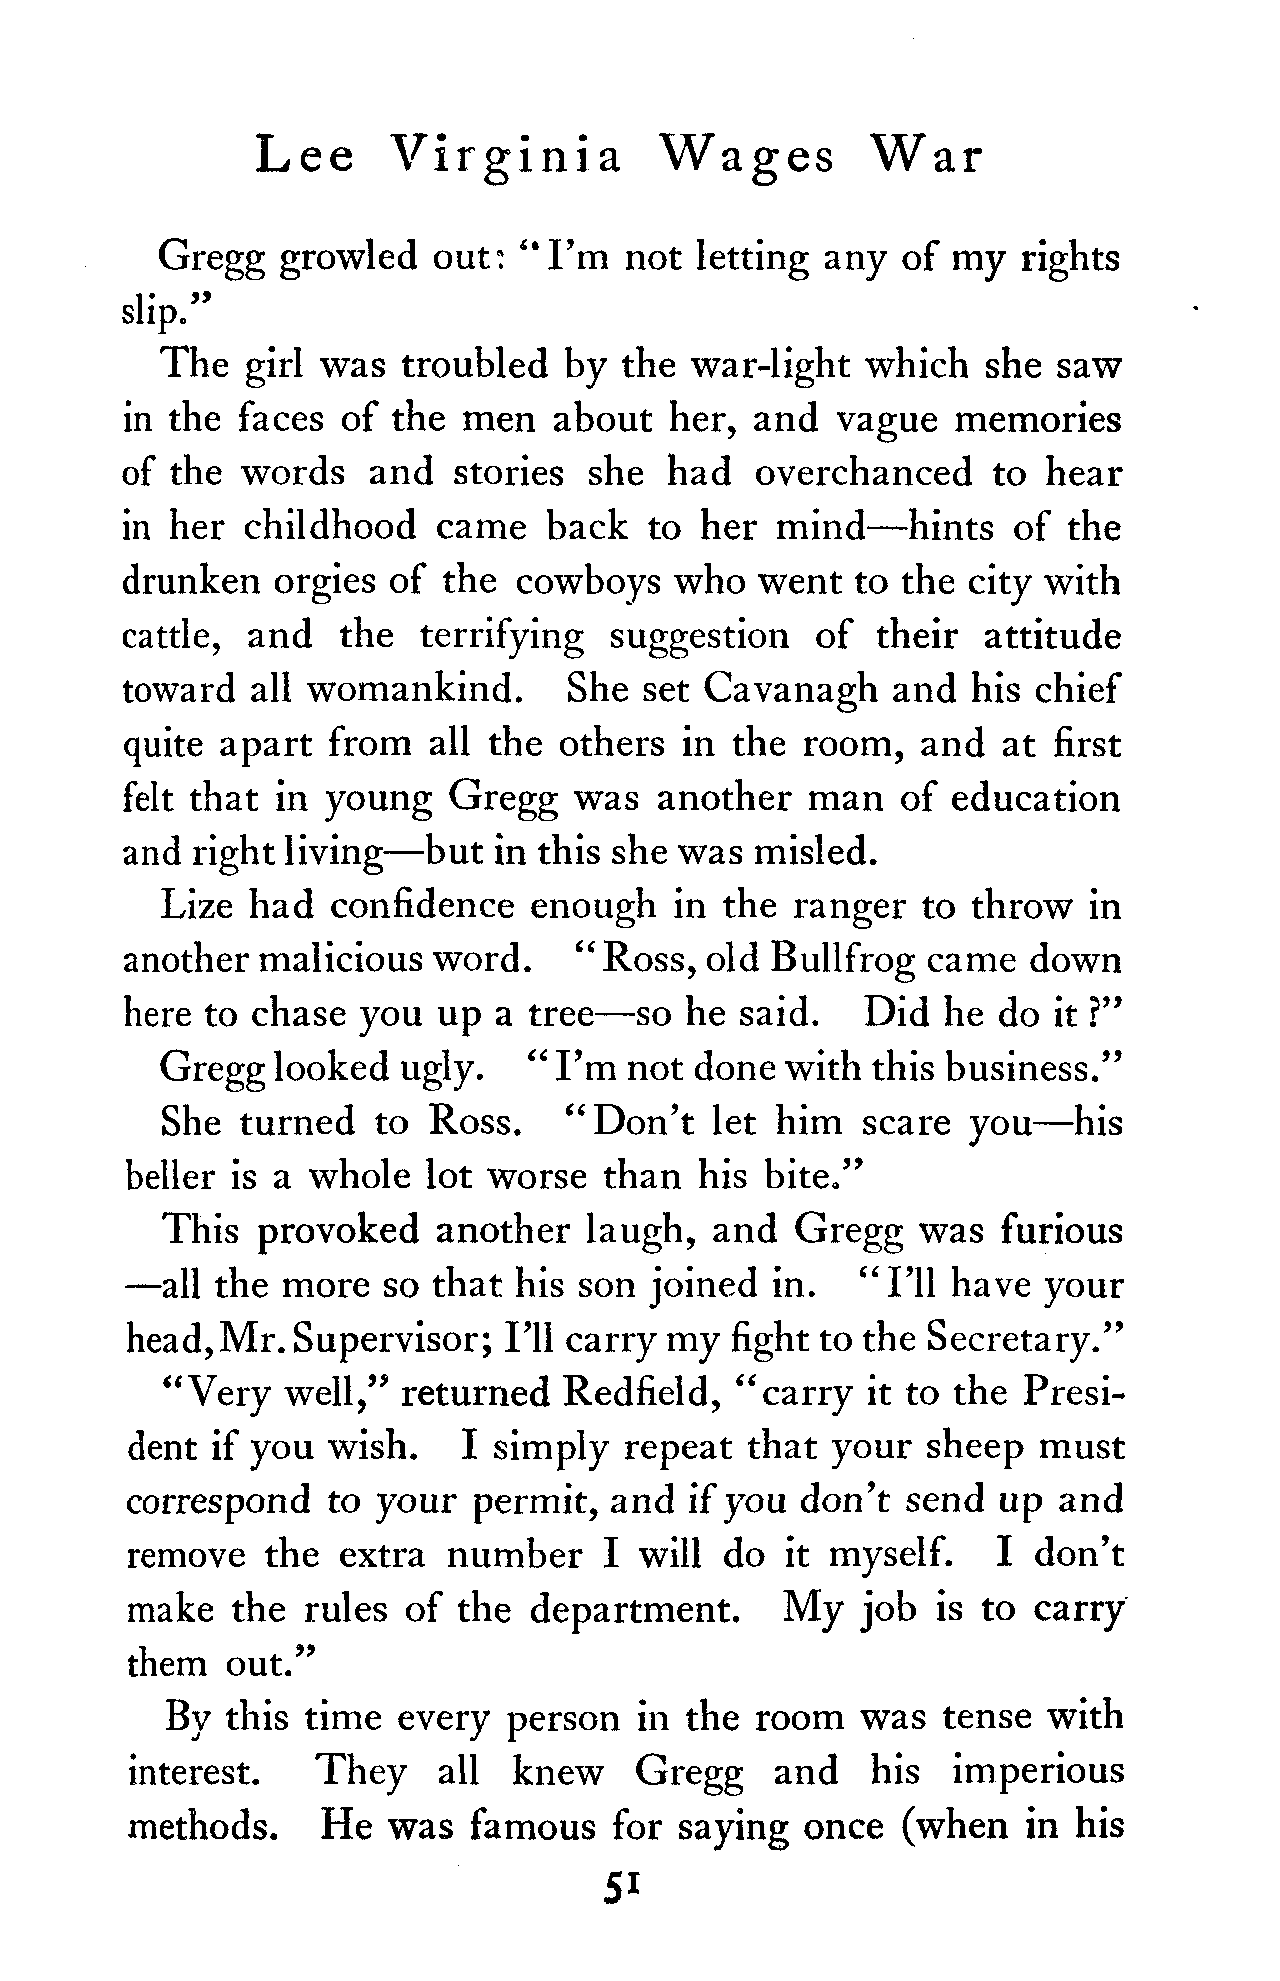 Lee Virginia Wages War
Gregg growled out: "I'm not letting any of my rights
slip."
The girl was troubled by the war-light which she saw
in the faces of the men about her, and vague memories
of the words and stories she had overchanced to hear
in her childhood came back to her mind—hints of the
drunken orgies of the cowboys who went to the city with
cattle, and the terrifying suggestion of their attitude
toward all womankind. She set Cavanagh and his chief
quite apart from all the others in the room, and at first
felt that in young Gregg was another man of education
and right living—but in this she was misled.
Lize had confidence enough in the ranger to throw in
another malicious word. "Ross, old Bullfrog came down
here to chase you up a tree—so he said. Did he do it?"
Gregg looked ugly. "I'm not done with this business."
She turned to Ross. "Don't let him scare you—his
beller is a whole lot worse than his bite."
This provoked another laugh, and Gregg was furious
—all the more so that his son joined in. "I'll have your
head, Mr. Supervisor; I'll carry my fight to the Secretary."
"Very well," returned Redfield, "carry it to the Presi-
dent if you wish. I simply repeat that your sheep must
correspond to your permit, and if you don't send up and
remove the extra number I will do it myself. I don't
make the rules of the department. My job is to carry
them out."
By this time every person in the room was tense with
interest. They all knew Gregg and his imperious
methods. He was famous for saying once (when in his
51